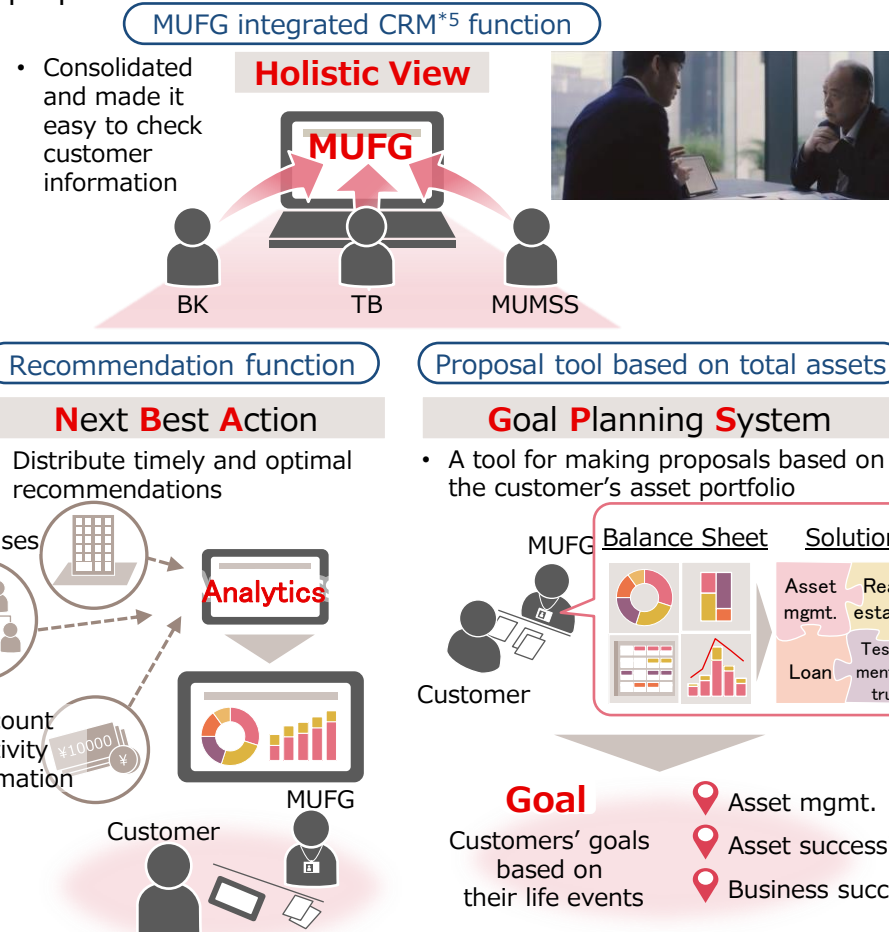 MUFG integrated CRM*5 function
• Consolidated
and made it
easy to check
customer
information
Holistic View
MUFG
BK
TB
MUMSS
Recommendation function
Next Best Action
Distribute timely and optimal
recommendations
Analytics
¥10000
¥
MUFG
Customer
Proposal tool based on total assets
Goal Planning System
• A tool for making proposals based on
the customer's asset portfolio
MUFG
Customer
Balance Sheet
Asset
mgmt.
Loan
Goal
Customers' goals
based on
their life events
Asset mgmt.
Asset
Business